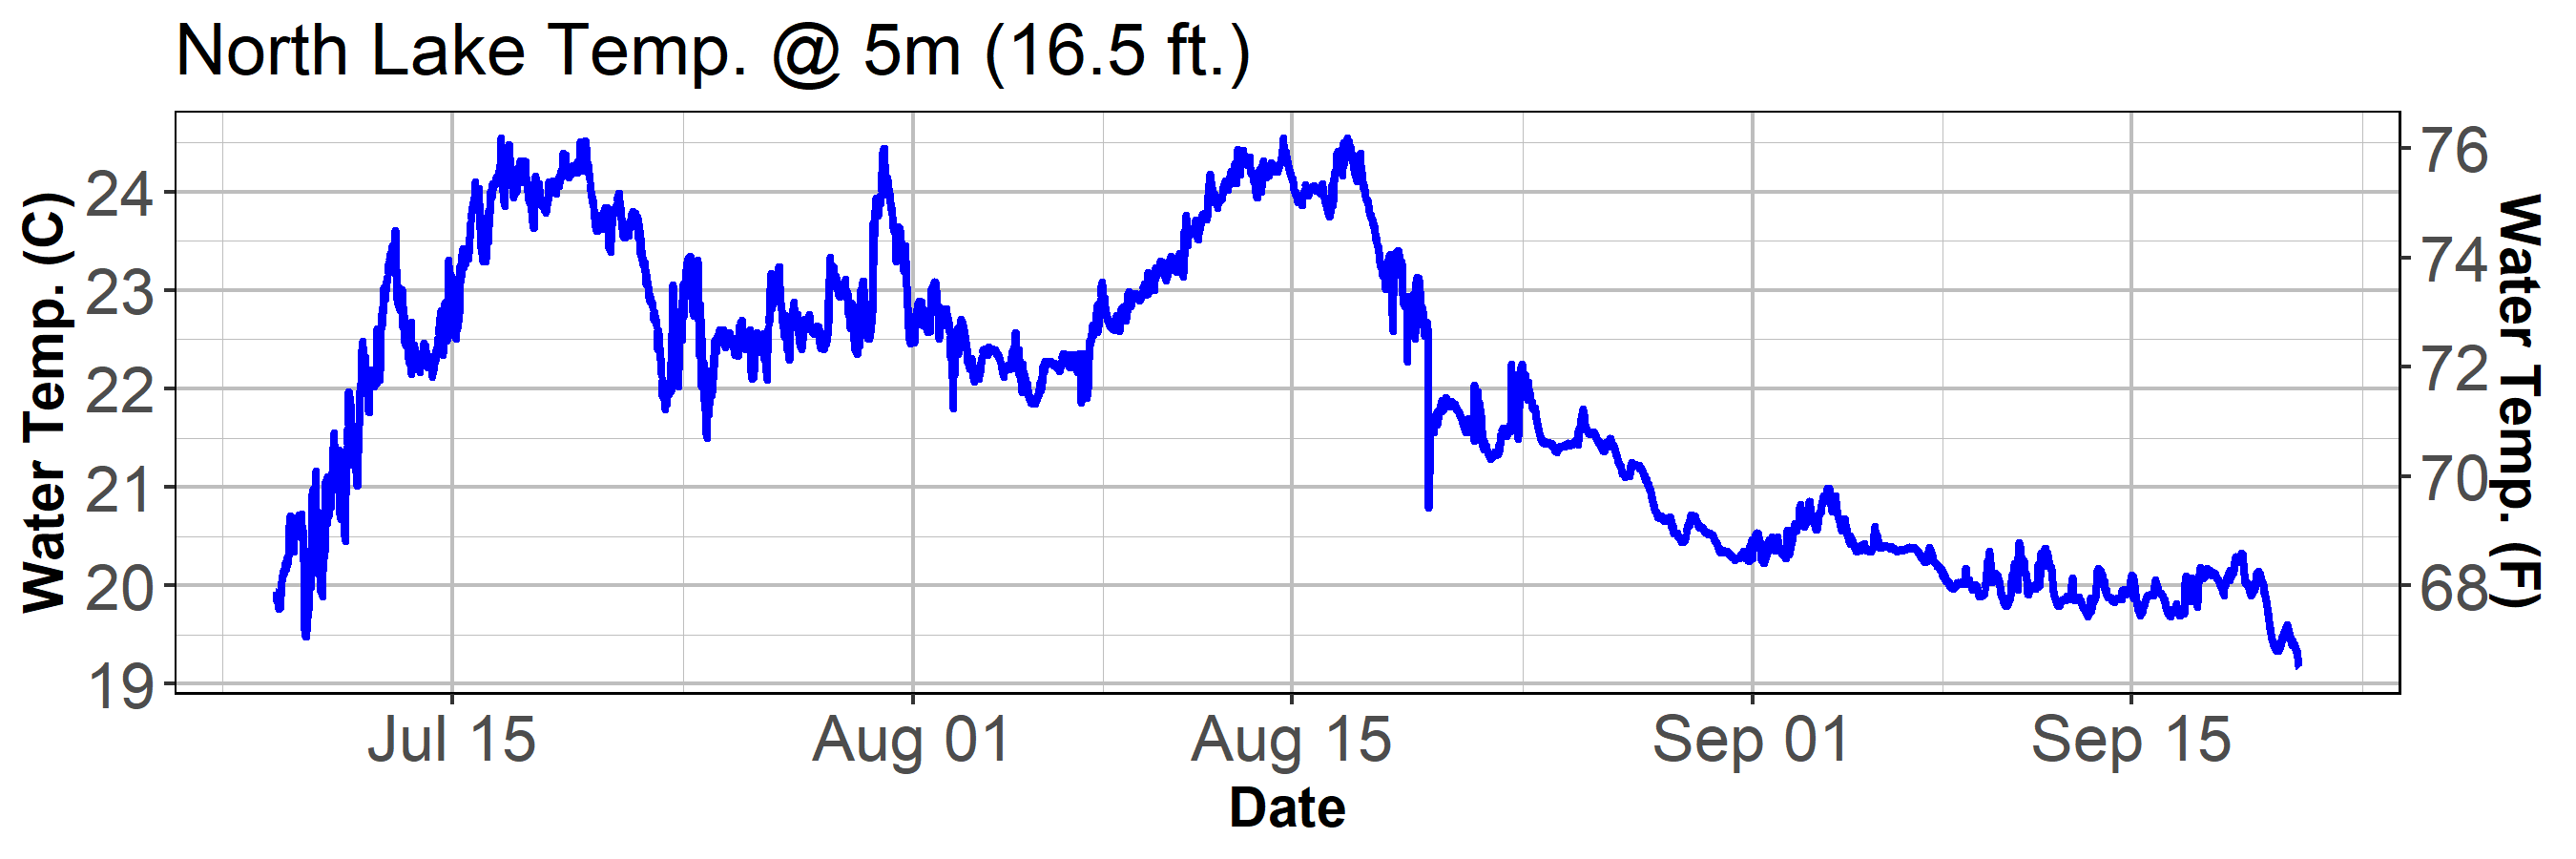 North Lake Temp. @ 5m (16.5 ft.)
Water Temp. (C)
24
23
22
21
20
19
76
74
72
70
68
Water Temp. (F)
Jul 15 Aug 01 Aug 15 Sep 01 Sep 15
Date